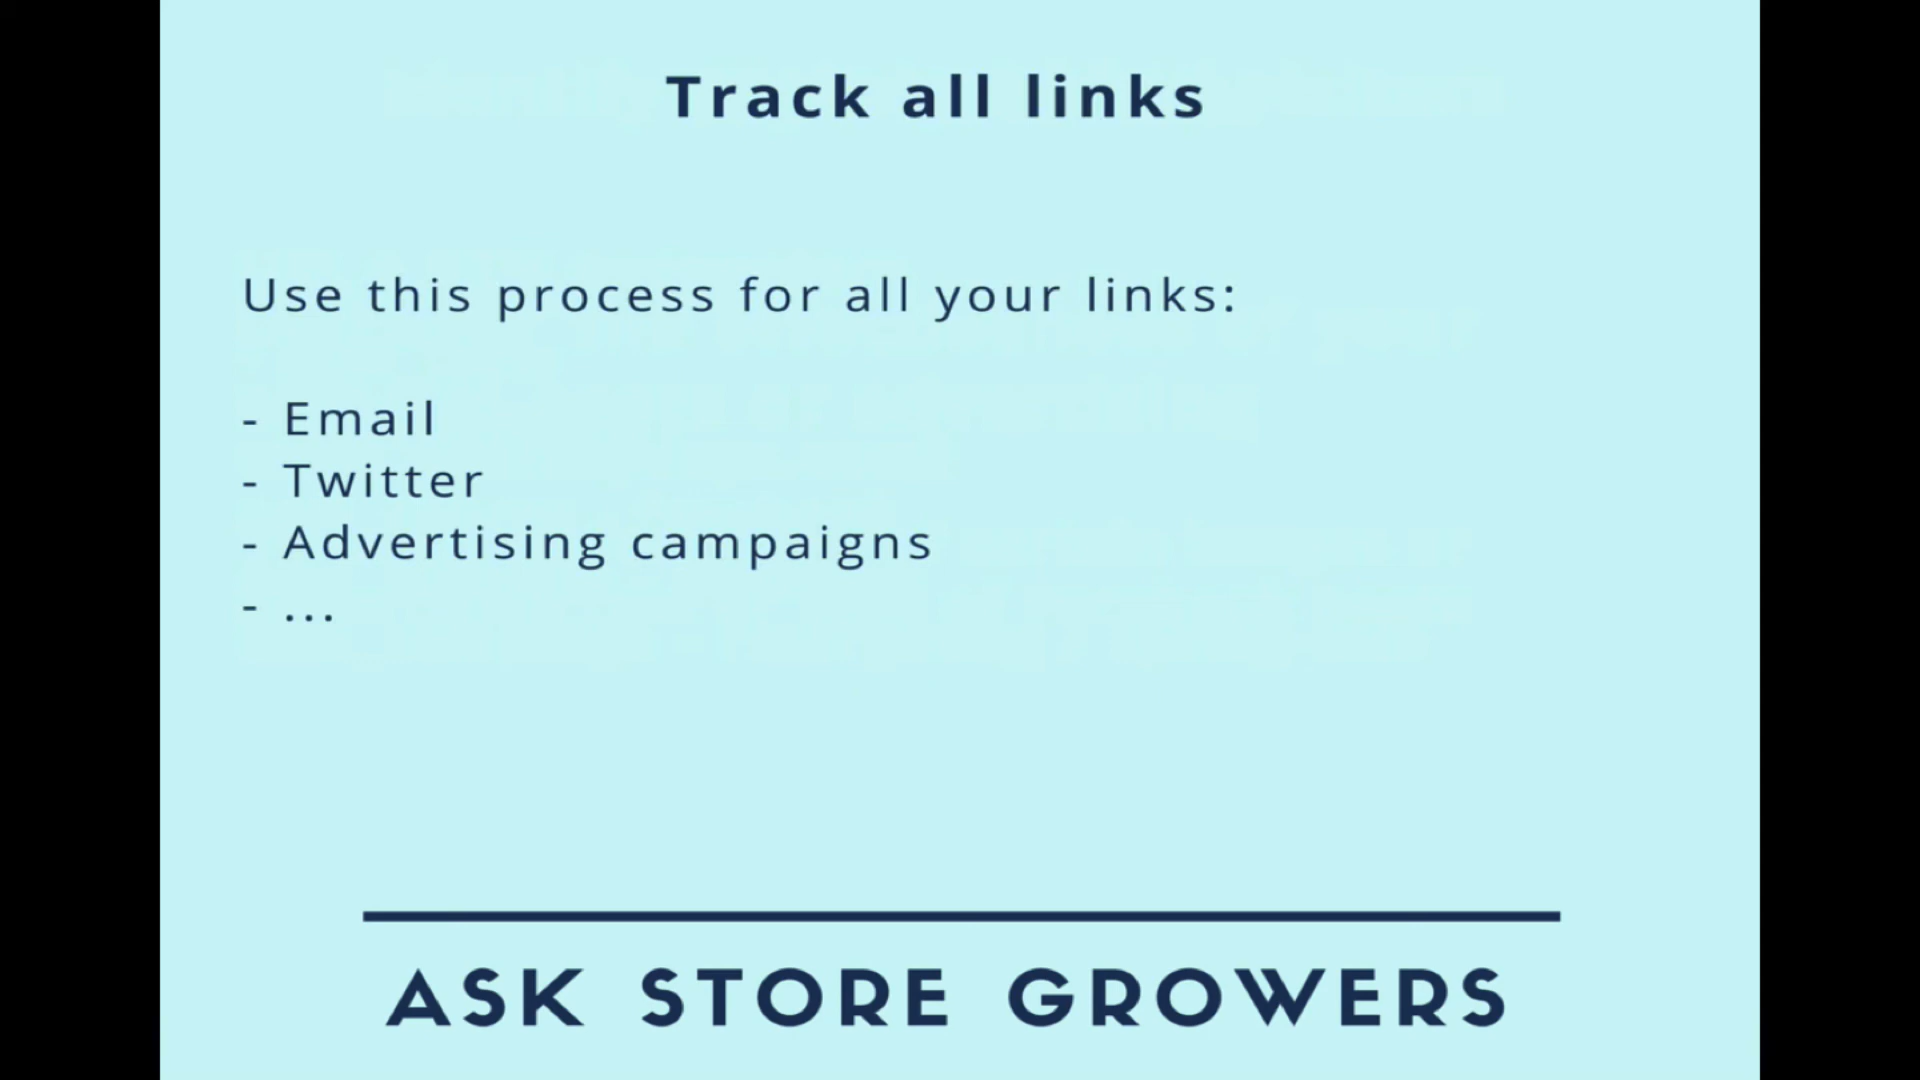 Track all links
Use this process for all your links:
- Email
- Twitter
- Advertising campaigns
- ...
ASK STORE GROWERS